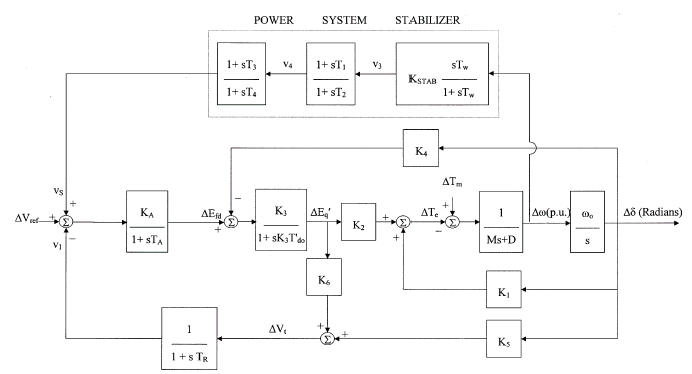 POWER SYSTEM STABILIZER
1+ sT3
1+ sT4
v4
1+ sT1
1+ sT2
v3
KSTAB
sTw
1+ sTw
K4
vS
+
−
ΔTm
ΔVref
+
Σ
KA
1+ sTA
ΔEfd
+
Σ
K3
1 + sK3T'do
ΔEq'
K2
+
Σ
ΔTe
−
+
Σ
1
Ms+D
Δω(p.u.)
ωo
s
Δδ (Radians)
v1
−
+
K6
K1
1
1 + s TR
ΔVt
+
Σ
+
K5